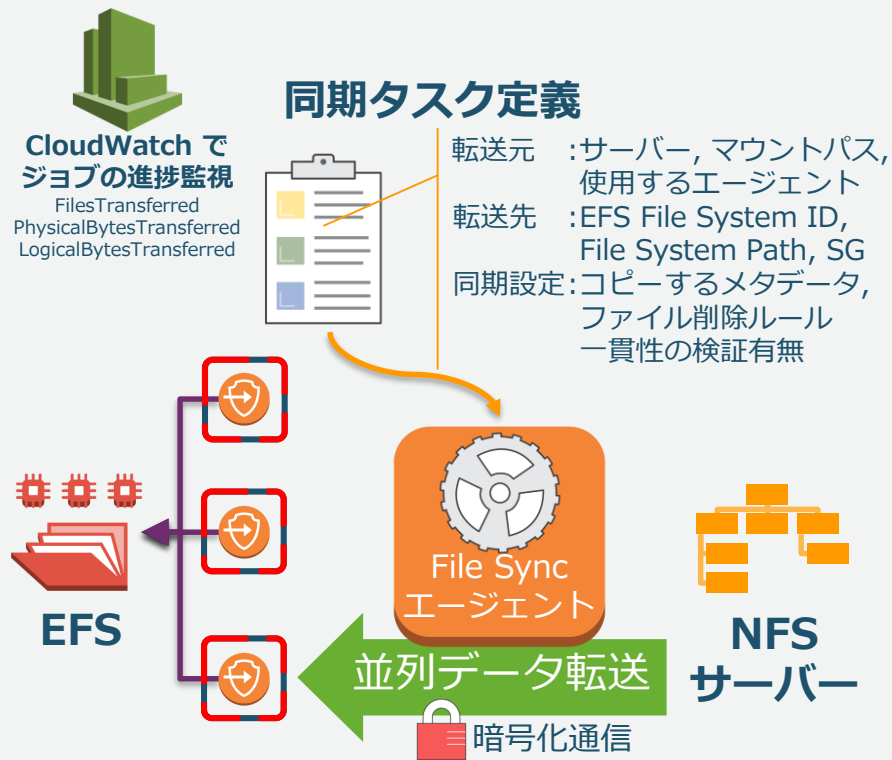 同期タスク定義
CloudWatch で
ジョブの進捗監視
FilesTransferred
PhysicalBytesTransferred
LogicalBytesTransferred
転送元 :サーバー, マウントパス,
使用するエージェント
転送先 :EFS File System ID,
File System Path, SG
同期設定:コピーするメタデータ,
ファイル削除ルール
一貫性の検証有無
File Sync
エージェント
EFS
NFS
サーバー
並列データ転送
暗号化通信